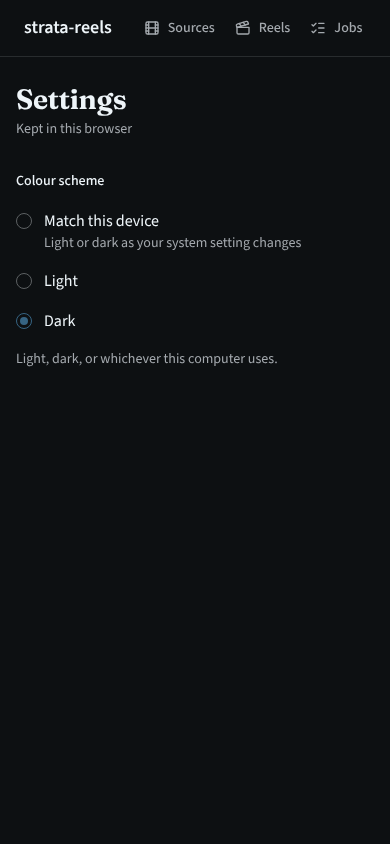 strata-reels Sources Reels Jobs
Settings
Kept in this browser
Colour scheme
Match this device
Light or dark as your system setting changes
Light
Dark
Light, dark, or whichever this computer uses.